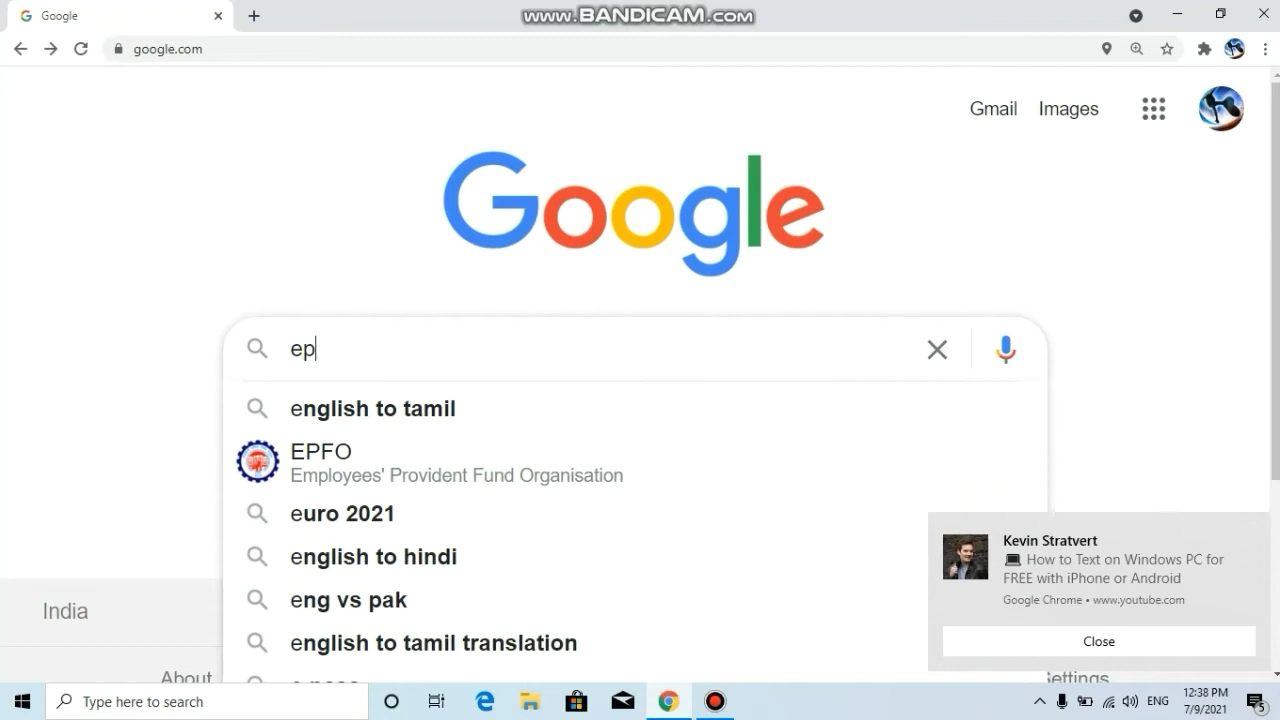 Google
www.BANDICAM.com
google.com
Gmail
Images
Google
ep
english to tamil
EPFO
Employees' Provident Fund Organisation
euro 2021
english to hindi
eng vs pak
english to tamil translation
India
About
Kevin Stratvert
How to Text on Windows PC for
FREE with iPhone or Android
Google Chrome • www.youtube.com
Close
Settings
Type here to search
ENG
12:38 PM
7/9/2021
5